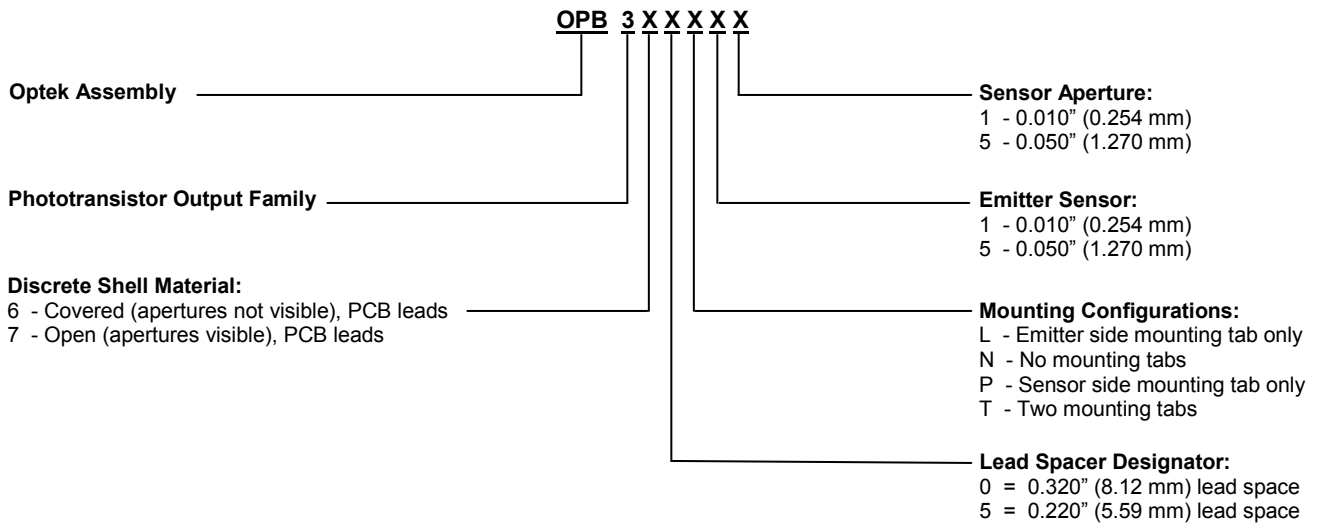 OPB 3 X X X X X
Optek Assembly
Phototransistor Output Family
Discrete Shell Material:
6 - Covered (apertures not visible), PCB leads
7 - Open (apertures visible), PCB leads
Sensor Aperture:
1 - 0.010” (0.254 mm)
5 - 0.050” (1.270 mm)
Emitter Sensor:
1 - 0.010” (0.254 mm)
5 - 0.050” (1.270 mm)
Mounting Configurations:
L - Emitter side mounting tab only
N - No mounting tabs
P - Sensor side mounting tab only
T - Two mounting tabs
Lead Spacer Designator:
0 = 0.320” (8.12 mm) lead space
5 = 0.220” (5.59 mm) lead space